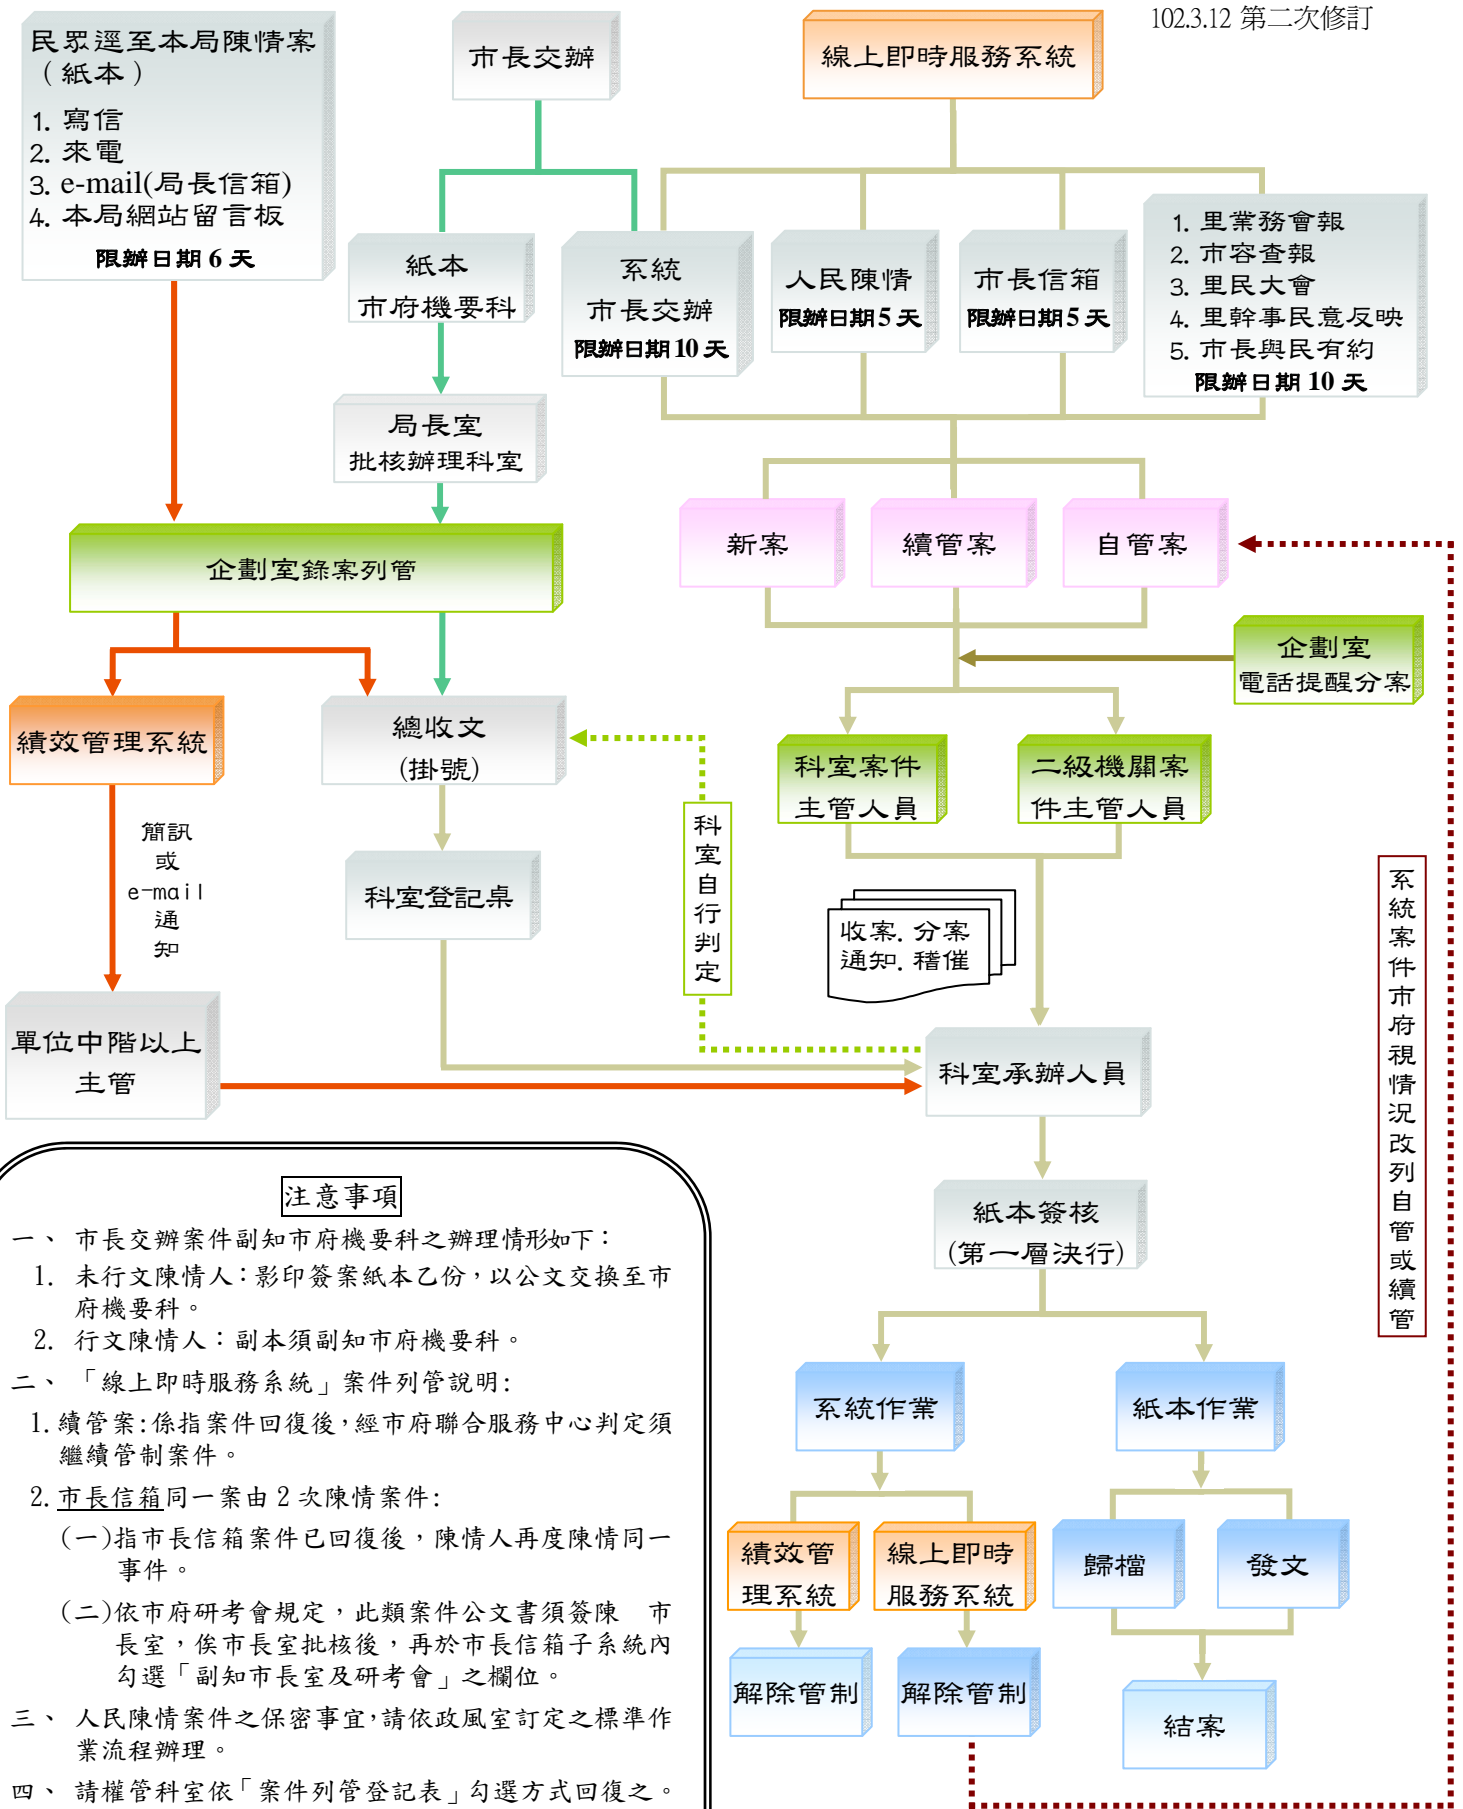 102.3.12 第二次修訂
民眾逕至本局陳情案
（紙本）
1. 寫信
2. 來電
3. e-mail(局長信箱)
4. 本局網站留言板
限辦日期 6 天
市長交辦
線上即時服務系統
紙本
市府機要科
系統
市長交辦
限辦日期 10 天
人民陳情
限辦日期 5 天
市長信箱
限辦日期 5 天
1. 里業務會報
2. 市容查報
3. 里民大會
4. 里幹事民意反映
5. 市長與民有約
限辦日期 10 天
局長室
批核辦理科室
新案
續管案
自管案
企劃室錄案列管
企劃室
電話提醒分案
績效管理系統
總收文
(掛號)
科室案件
主管人員
二級機關案
件主管人員
簡訊
或
e-mail
通
知
科室登記桌
科
室
自
行
判
定
收案. 分案
通知. 稽催
系
統
案
件
市
府
視
情
況
改
列
自
管
或
續
管
單位中階以上
主管
科室承辦人員
紙本簽核
(第一層決行)
系統作業
紙本作業
績效管
理系統
線上即時
服務系統
歸檔
發文
解除管制
解除管制
結案
注意事項
一、 市長交辦案件副知市府機要科之辦理情形如下：
1. 未行文陳情人：影印簽案紙本乙份，以公文交換至市
府機要科。
2. 行文陳情人：副本須副知市府機要科。
二、 「線上即時服務系統」案件列管說明：
1. 續管案：係指案件回復後，經市府聯合服務中心判定須
繼續管制案件。
2. 市長信箱同一案由 2 次陳情案件：
(一)指市長信箱案件已回復後，陳情人再度陳情同一
事件。
(二)依市府研考會規定，此類案件公文書須簽陳　市
長室，俟市長室批核後，再於市長信箱子系統內
勾選「副知市長室及研考會」之欄位。
三、 人民陳情案件之保密事宜，請依政風室訂定之標準作
業流程辦理。
四、 請權管科室依「案件列管登記表」勾選方式回復之。